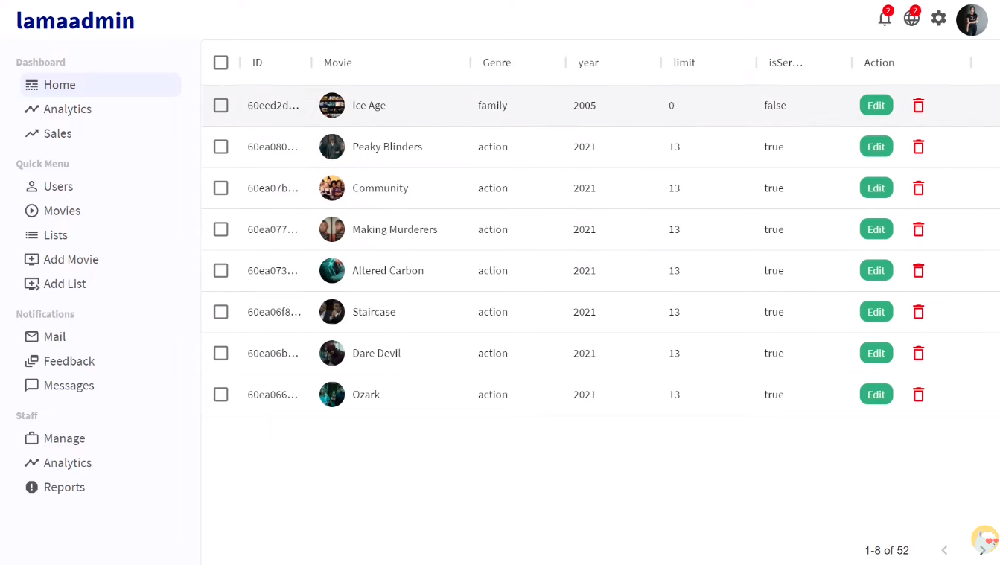 lamaadmin
2
2
Dashboard
Home
Analytics
Sales
Quick Menu
Users
Movies
Lists
Add Movie
Add List
Notifications
Mail
Feedback
Messages
Staff
Manage
Analytics
Reports
ID Movie Genre year limit isSer... Action
60eed2d... Ice Age family 2005 0 false Edit
60ea080... Peaky Blinders action 2021 13 true Edit
60ea07b... Community action 2021 13 true Edit
60ea077... Making Murderers action 2021 13 true Edit
60ea073... Altered Carbon action 2021 13 true Edit
60ea06f8... Staircase action 2021 13 true Edit
60ea06b... Dare Devil action 2021 13 true Edit
60ea066... Ozark action 2021 13 true Edit
1-8 of 52